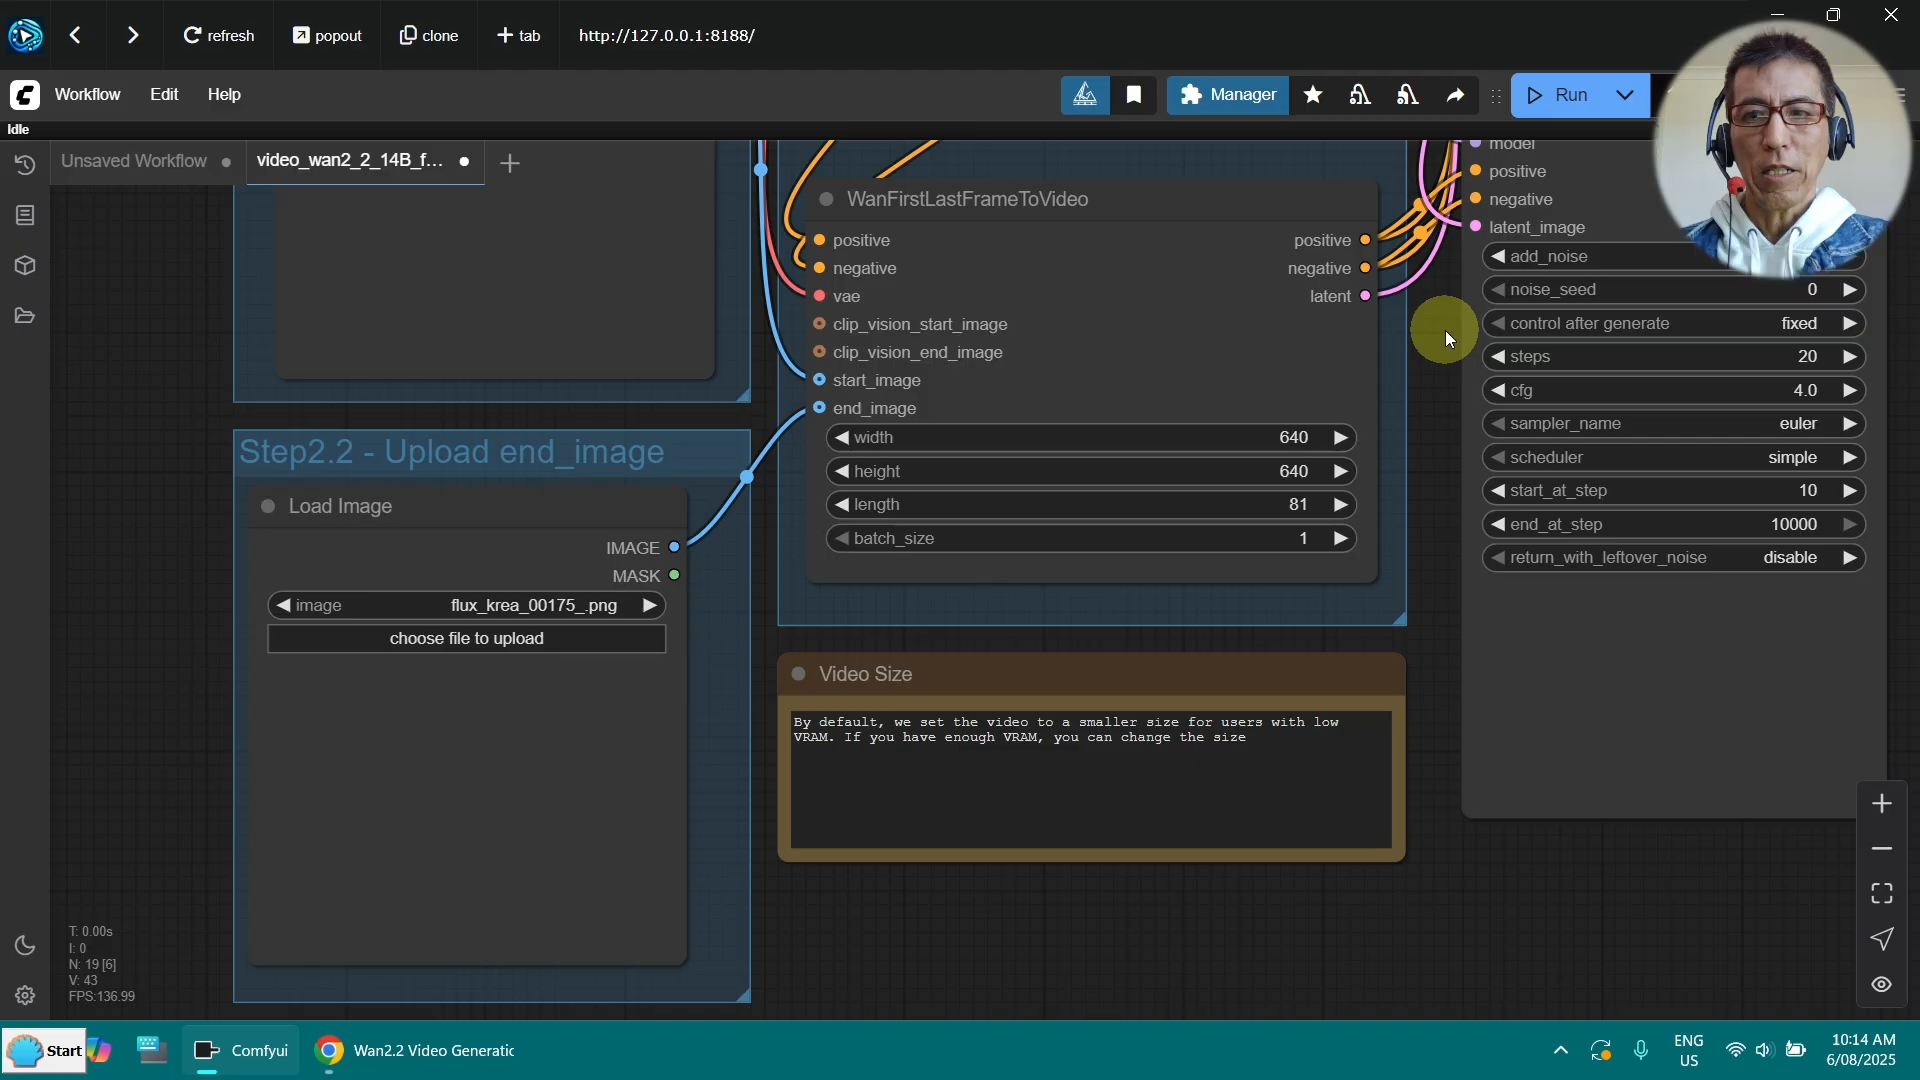 refresh
popout
clone
tab
http://127.0.0.1:8188/
Workflow
Edit
Help
Manager
Run
Idle
Unsaved Workflow
video_wan2_2_14B_f...
WanFirstLastFrameToVideo
positive
negative
vae
clip_vision_start_image
clip_vision_end_image
start_image
end_image
positive
negative
latent
width 640
height 640
length 81
batch_size 1
model
positive
negative
latent_image
add_noise
noise_seed 0
control after generate fixed
steps 20
cfg 4.0
sampler_name euler
scheduler simple
start_at_step 10
end_at_step 10000
return_with_leftover_noise disable
Step2.2 - Upload end_image
Load Image
IMAGE
MASK
image flux_krea_00175_.png
choose file to upload
Video Size
By default, we set the video to a smaller size for users with low
VRAM. If you have enough VRAM, you can change the size
T: 0.00s
I: 0
N: 19 [6]
V: 43
FPS:136.99
Start
Comfyui
Wan2.2 Video Generatic
ENG
US
10:14 AM
6/08/2025